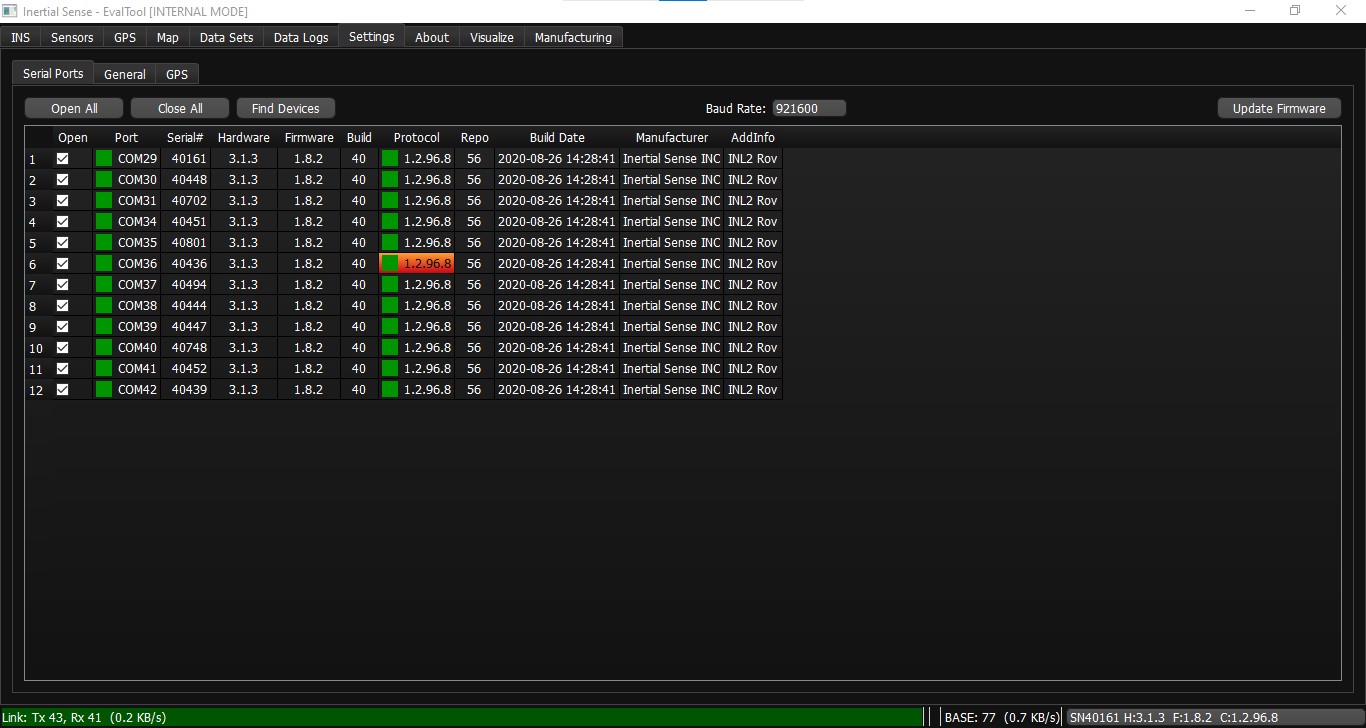 Inertial Sense - EvalTool [INTERNAL MODE]
INS Sensors GPS Map Data Sets Data Logs Settings About Visualize Manufacturing
Serial Ports General GPS
Open All Close All Find Devices Baud Rate: 921600 Update Firmware
Open Port Serial# Hardware Firmware Build Protocol Repo Build Date Manufacturer AddInfo
1 COM29 40161 3.1.3 1.8.2 40 1.2.96.8 56 2020-08-26 14:28:41 Inertial Sense INC INL2 Rov
2 COM30 40448 3.1.3 1.8.2 40 1.2.96.8 56 2020-08-26 14:28:41 Inertial Sense INC INL2 Rov
3 COM31 40702 3.1.3 1.8.2 40 1.2.96.8 56 2020-08-26 14:28:41 Inertial Sense INC INL2 Rov
4 COM34 40451 3.1.3 1.8.2 40 1.2.96.8 56 2020-08-26 14:28:41 Inertial Sense INC INL2 Rov
5 COM35 40801 3.1.3 1.8.2 40 1.2.96.8 56 2020-08-26 14:28:41 Inertial Sense INC INL2 Rov
6 COM36 40436 3.1.3 1.8.2 40 1.2.96.8 56 2020-08-26 14:28:41 Inertial Sense INC INL2 Rov
7 COM37 40494 3.1.3 1.8.2 40 1.2.96.8 56 2020-08-26 14:28:41 Inertial Sense INC INL2 Rov
8 COM38 40444 3.1.3 1.8.2 40 1.2.96.8 56 2020-08-26 14:28:41 Inertial Sense INC INL2 Rov
9 COM39 40447 3.1.3 1.8.2 40 1.2.96.8 56 2020-08-26 14:28:41 Inertial Sense INC INL2 Rov
10 COM40 40748 3.1.3 1.8.2 40 1.2.96.8 56 2020-08-26 14:28:41 Inertial Sense INC INL2 Rov
11 COM41 40452 3.1.3 1.8.2 40 1.2.96.8 56 2020-08-26 14:28:41 Inertial Sense INC INL2 Rov
12 COM42 40439 3.1.3 1.8.2 40 1.2.96.8 56 2020-08-26 14:28:41 Inertial Sense INC INL2 Rov
Link: Tx 43, Rx 41 (0.2 KB/s) BASE: 77 (0.7 KB/s) SN40161 H:3.1.3 F:1.8.2 C:1.2.96.8